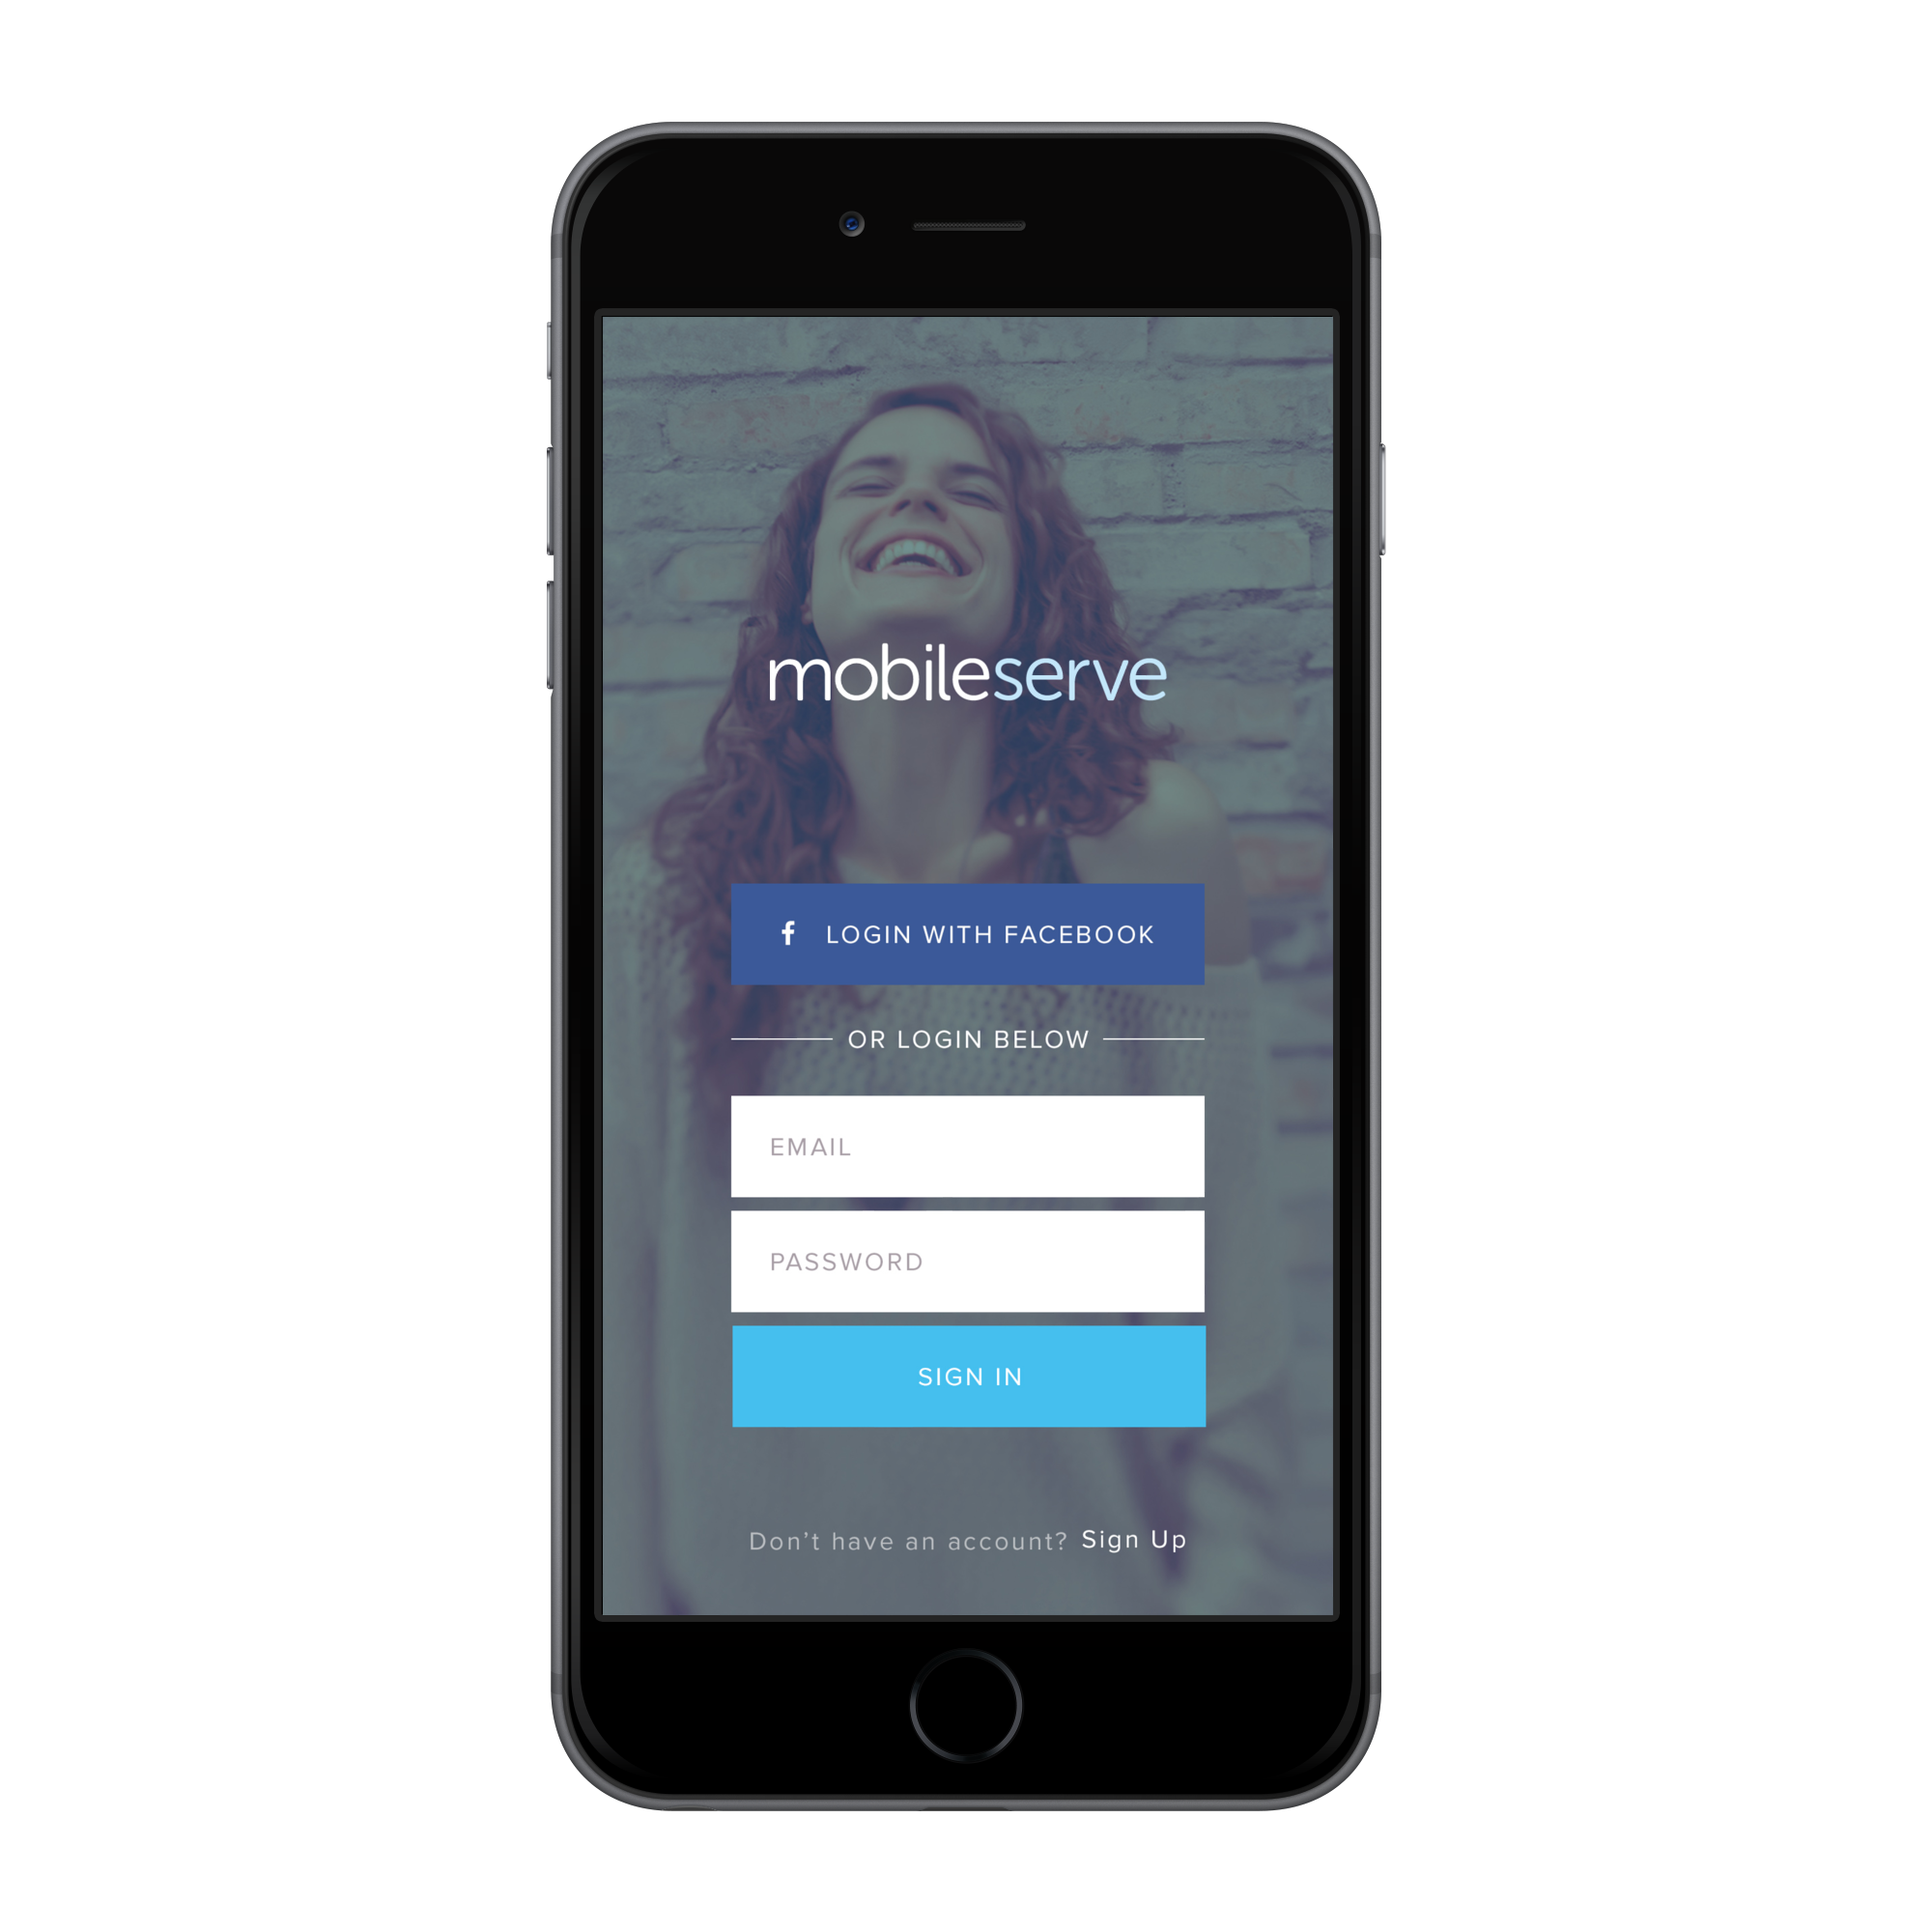 mobileserve
f LOGIN WITH FACEBOOK
OR LOGIN BELOW
EMAIL
PASSWORD
SIGN IN
Don’t have an account? Sign Up